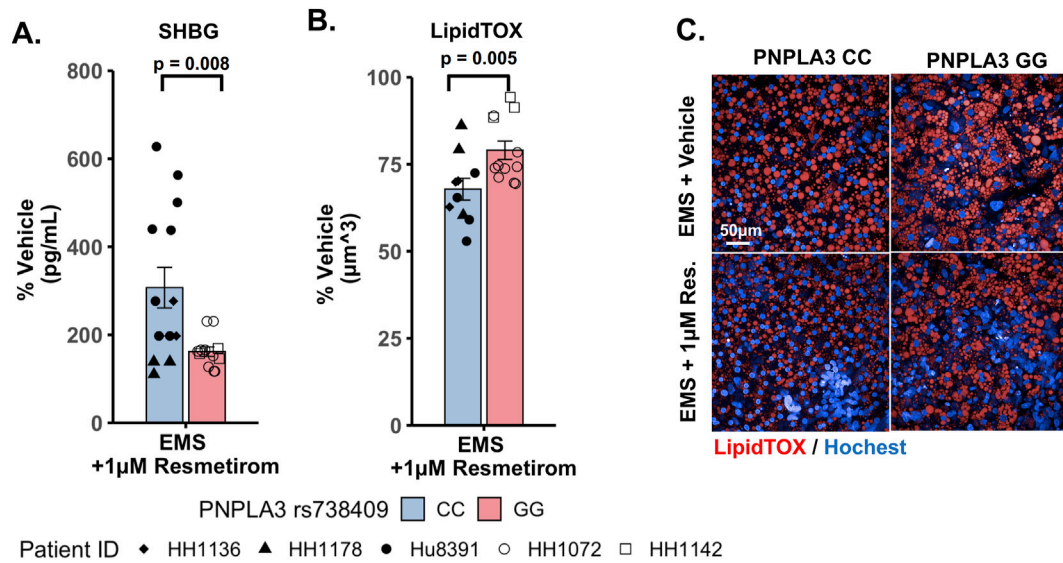 A.
SHBG
p = 0.008
% Vehicle
(pg/mL)
800
600
400
200
0
EMS
+1µM Resmetirom
B.
LipidTOX
p = 0.005
% Vehicle
(µm^3)
100
75
50
25
0
EMS
+1µM Resmetirom
C.
PNPLA3 CC
PNPLA3 GG
EMS + Vehicle
50µm
EMS + 1µM Res.
LipidTOX / Hochest
PNPLA3 rs738409 CC GG
Patient ID HH1136 HH1178 Hu8391 HH1072 HH1142